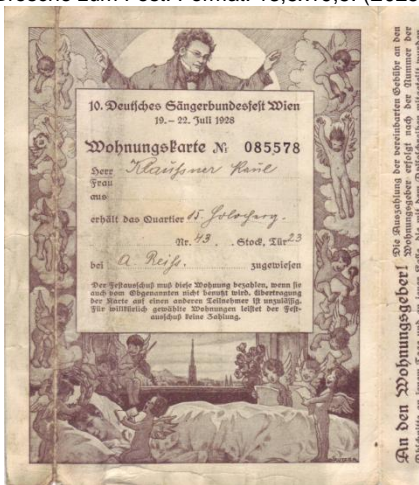 10. Deutsches Sängerbundesfest Wien
19. – 22. Juli 1928
Wohnungskarte № 085578
Herr Klaussner Paul
Frau
aus
erhält das Quartier 15.
Nr. 43 . Stock, Tür 23
bei A. Reiss. zugewiesen
Der Festausschuß muß diese Wohnung bezahlen, wenn sie
auch vom Obgenannten nicht benutzt wird. Übertragung
der Karte auf einen anderen Teilnehmer ist unzulässig.
Für willkürlich gewählte Wohnungen leistet der Fest-
ausschuß keine Zahlung.
An den Wohnungsgeber! Die Auszahlung der vereinbarten Gebühr an den
Wohnungsgeber erfolgt nach der Nummer der